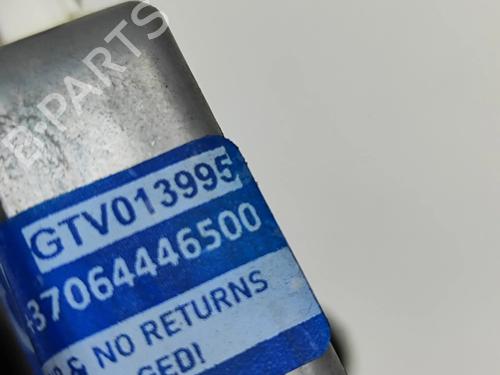 B-PARTS
GTV013995
37064446500
& NO RETURNS
GED!